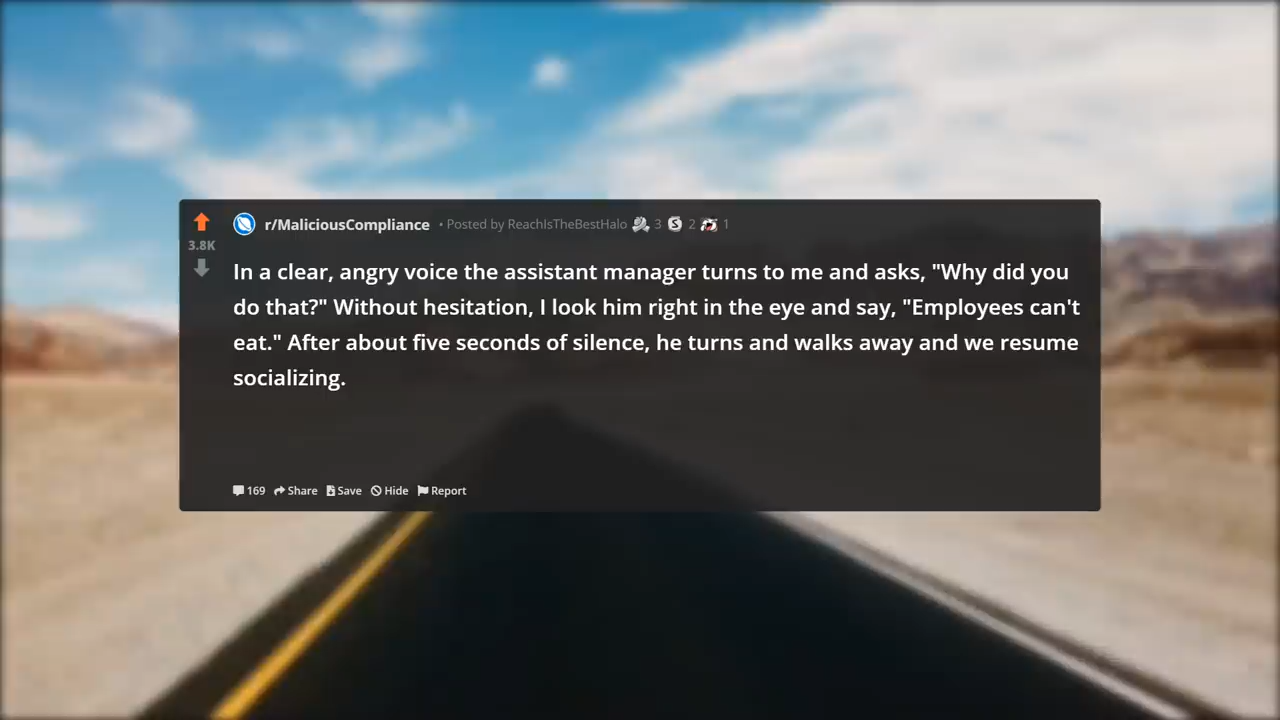 r/MaliciousCompliance • Posted by ReachIsTheBestHalo 3 2 1
3.8K
In a clear, angry voice the assistant manager turns to me and asks, "Why did you
do that?" Without hesitation, I look him right in the eye and say, "Employees can't
eat." After about five seconds of silence, he turns and walks away and we resume
socializing.
169 Share Save Hide Report